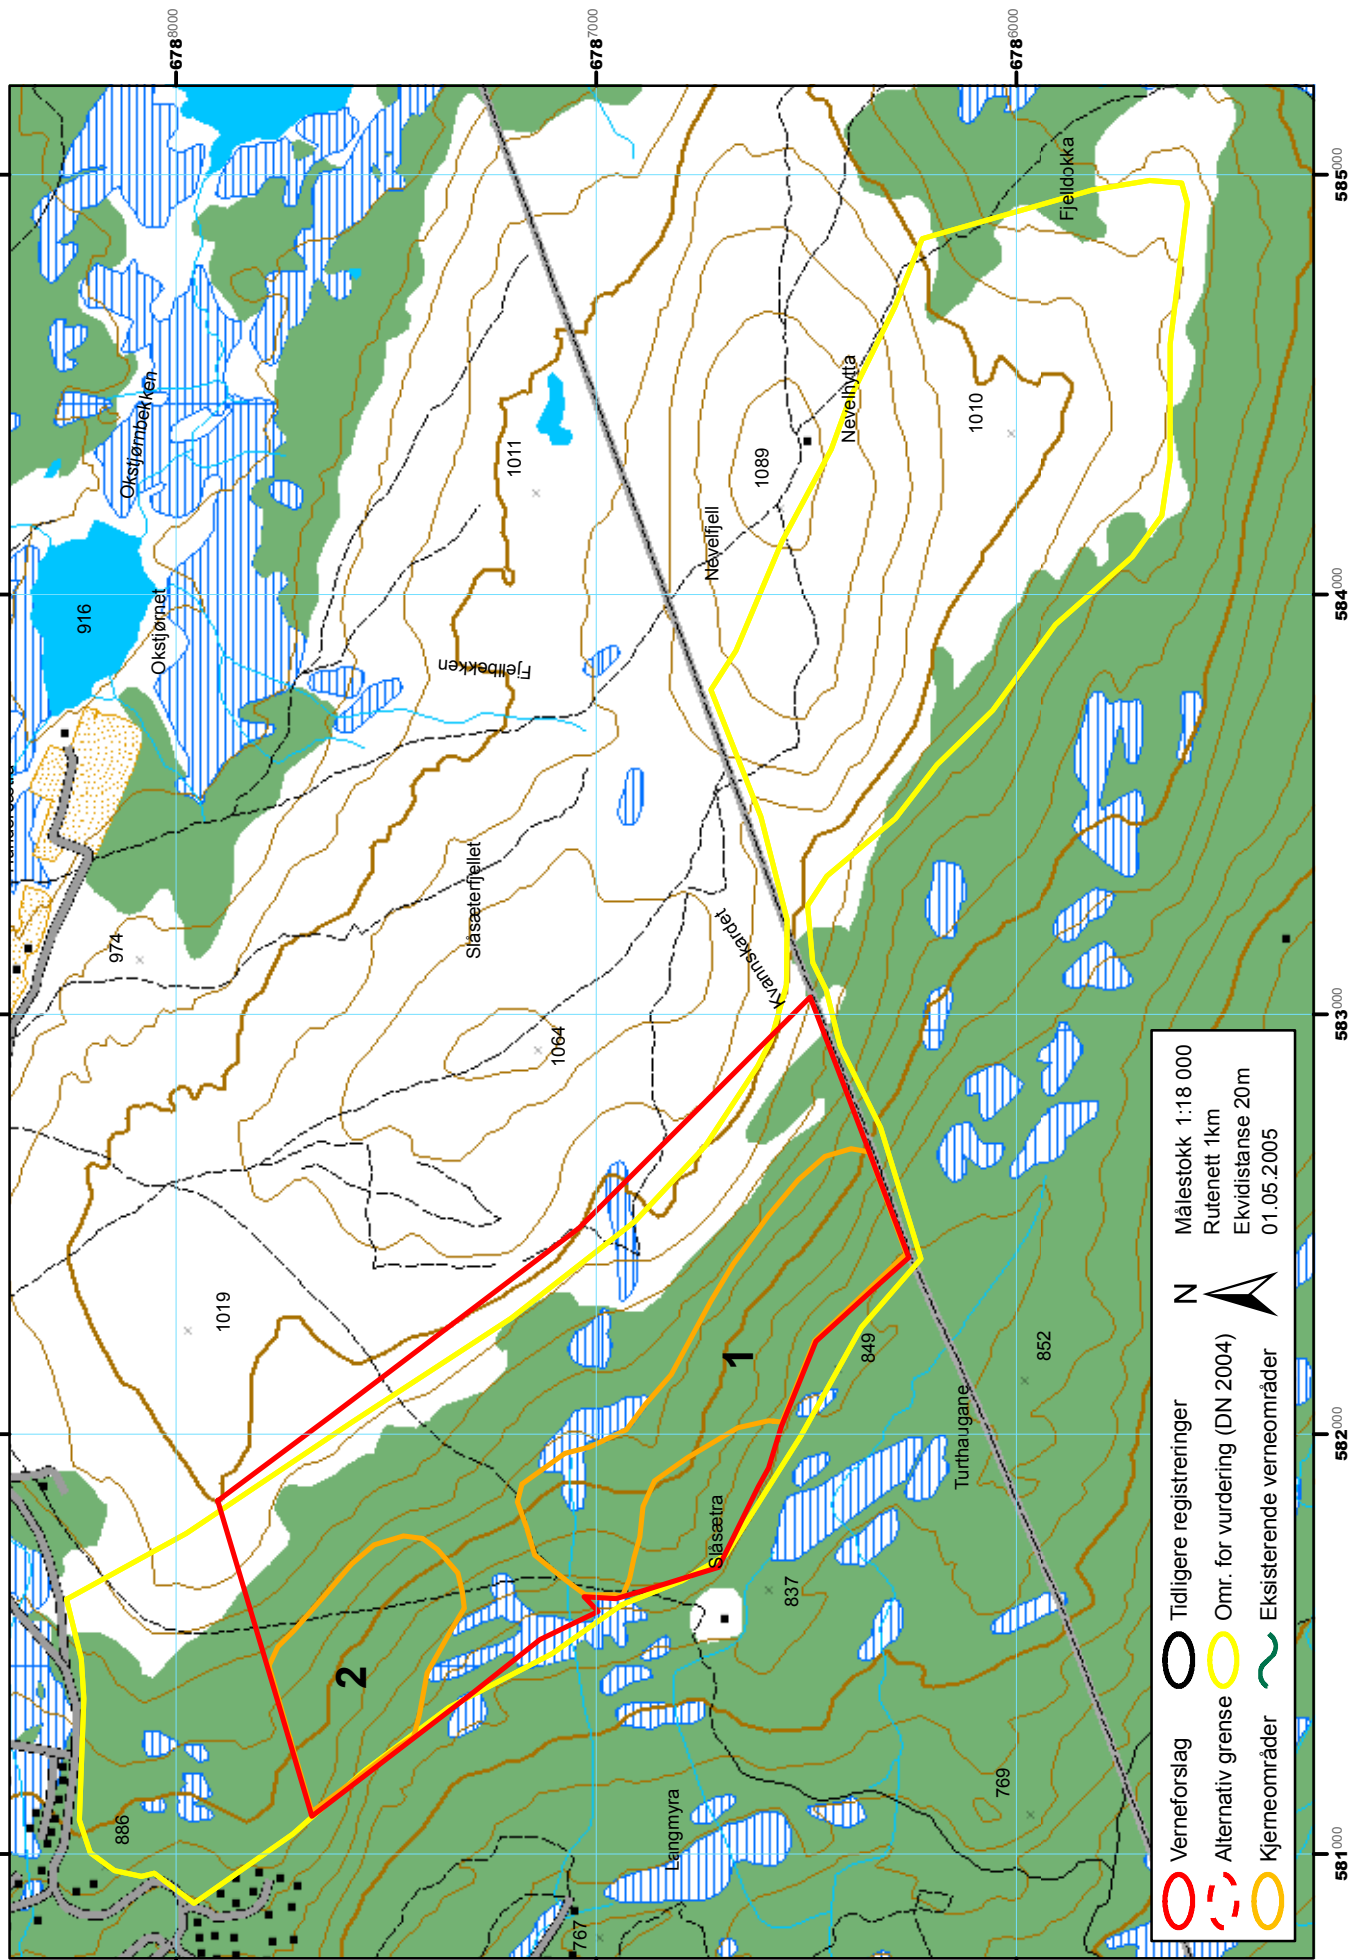 678⁸⁰⁰⁰
678⁷⁰⁰⁰
678⁶⁰⁰⁰
585⁰⁰⁰
584⁰⁰⁰
583⁰⁰⁰
582⁰⁰⁰
581⁰⁰⁰
Okstjørnbekken
916
Okstjørnet
974
Fjellbekken
1011
Slåsæterfjellet
1064
1019
Nevelfjell
1089
Nevelhytta
1010
Fjelldokka
Kvannskardet
1
2
849
852
Turthaugane
Slåsætra
837
769
Langmyra
767
886
Verneforslag
Alternativ grense
Kjerneområder
Tidligere registreringer
Omr. for vurdering (DN 2004)
Eksisterende verneområder
N
Målestokk 1:18 000
Rutenett 1km
Ekvidistanse 20m
01.05.2005